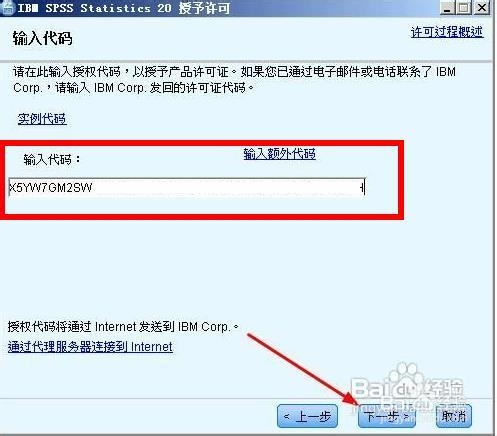 IBM SPSS Statistics 20 授予许可
输入代码
许可过程概述
请在此输入授权代码，以授予产品许可证。如果您已通过电子邮件或电话联系了 IBM
Corp.，请输入 IBM Corp. 发回的许可证代码。
实例代码
输入代码：
输入额外代码
X5YW7GM2SW
授权代码将通过 Internet 发送到 IBM Corp.。
通过代理服务器连接到 Internet
Baidu经验
jingyan.baidu.com
< 上一步
下一步 >
取消